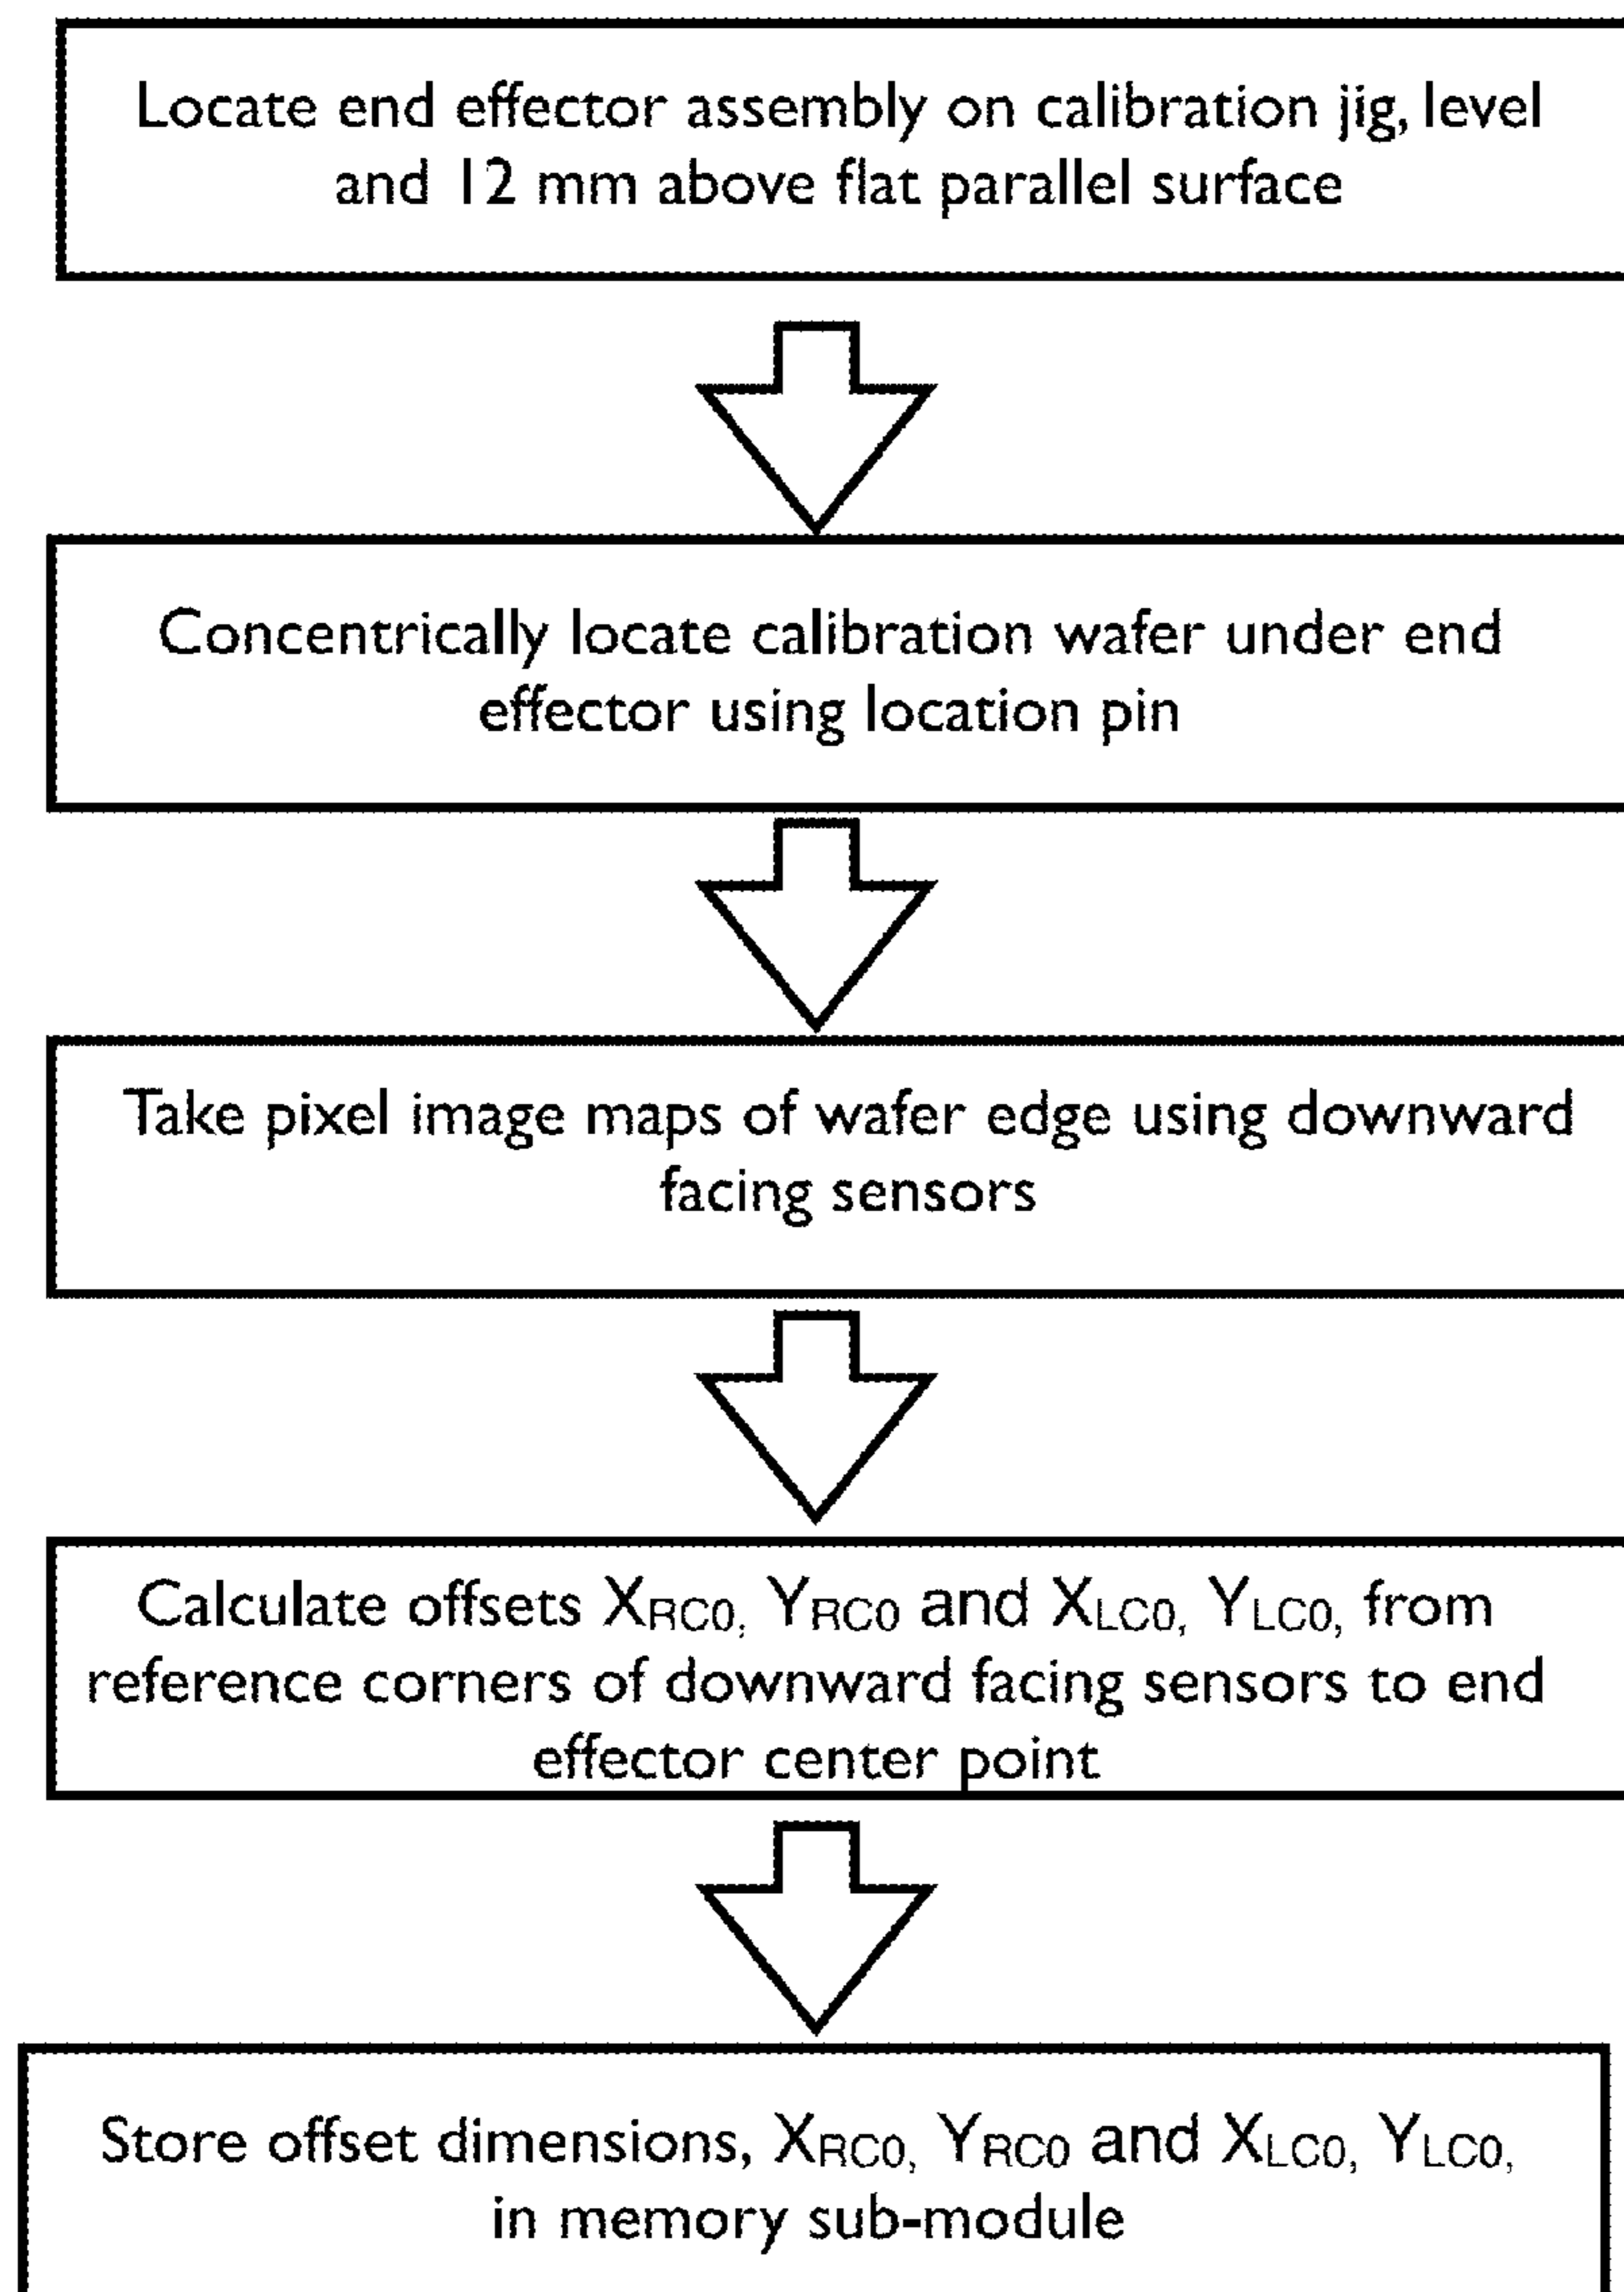 Locate end effector assembly on calibration jig, level
and 12 mm above flat parallel surface
Concentrically locate calibration wafer under end
effector using location pin
Take pixel image maps of wafer edge using downward
facing sensors
Calculate offsets XRC0, YRC0 and XLC0, YLC0, from
reference corners of downward facing sensors to end
effector center point
Store offset dimensions, XRC0, YRC0 and XLC0, YLC0,
in memory sub-module